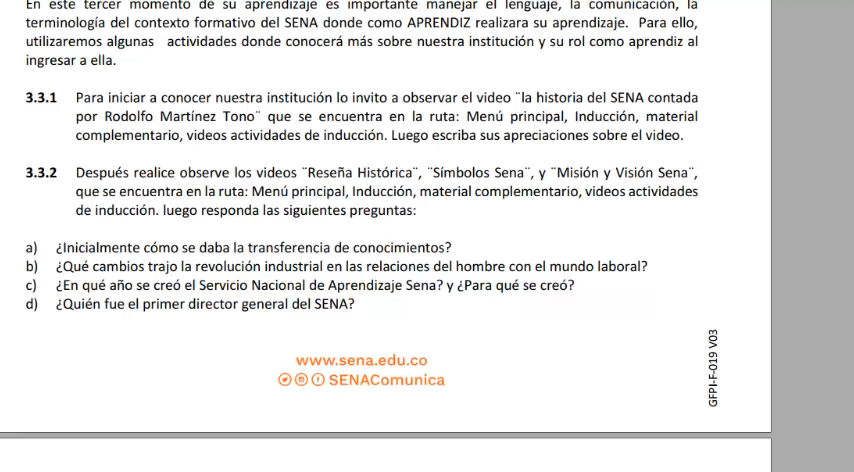 En este tercer momento de su aprendizaje es importante manejar el lenguaje, la comunicación, la
terminología del contexto formativo del SENA donde como APRENDIZ realizara su aprendizaje. Para ello,
utilizaremos algunas actividades donde conocerá más sobre nuestra institución y su rol como aprendiz al
ingresar a ella.
3.3.1 Para iniciar a conocer nuestra institución lo invito a observar el video ¨la historia del SENA contada
por Rodolfo Martínez Tono¨ que se encuentra en la ruta: Menú principal, Inducción, material
complementario, videos actividades de inducción. Luego escriba sus apreciaciones sobre el video.
3.3.2 Después realice observe los videos ¨Reseña Histórica¨, ¨Símbolos Sena¨, y ¨Misión y Visión Sena¨,
que se encuentra en la ruta: Menú principal, Inducción, material complementario, videos actividades
de inducción. luego responda las siguientes preguntas:
a) ¿Inicialmente cómo se daba la transferencia de conocimientos?
b) ¿Qué cambios trajo la revolución industrial en las relaciones del hombre con el mundo laboral?
c) ¿En qué año se creó el Servicio Nacional de Aprendizaje Sena? y ¿Para qué se creó?
d) ¿Quién fue el primer director general del SENA?
www.sena.edu.co
SENAComunica
GFPI-F-019 V03